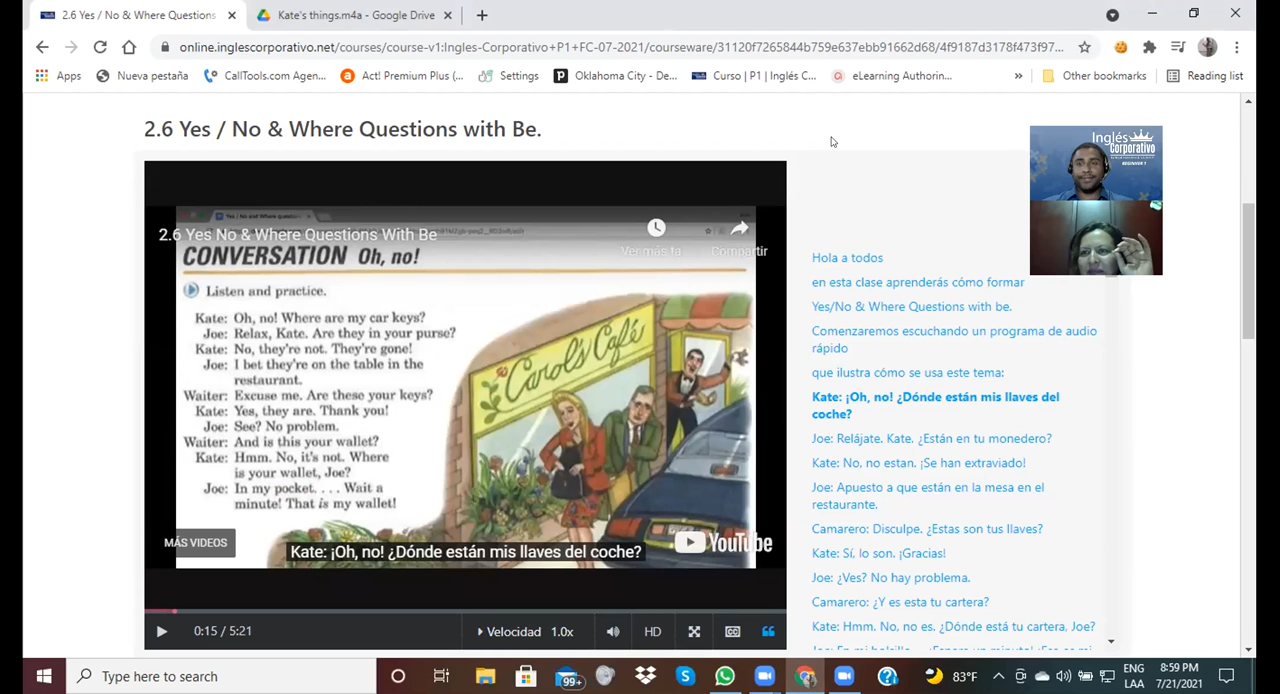 2.6 Yes / No & Where Questions
Kate's things.m4a - Google Drive
online.inglescorporativo.net/courses/course-v1:Ingles-Corporativo+P1+FC-07-2021/courseware/31120f7265844b759e637ebb91662d68/4f9187d3178f473f97...
Apps
Nueva pestaña
CallTools.com Agen...
Act! Premium Plus (...
Settings
Oklahoma City - De...
Curso | P1 | Inglés C...
eLearning Authorin...
»
Other bookmarks
Reading list
2.6 Yes / No & Where Questions with Be.
2.6 Yes No & Where Questions With Be
Ver más ta
Compartir
CONVERSATION Oh, no!
Listen and practice.
Kate: Oh, no! Where are my car keys?
Joe: Relax, Kate. Are they in your purse?
Kate: No, they're not. They're gone!
Joe: I bet they're on the table in the
restaurant.
Waiter: Excuse me. Are these your keys?
Kate: Yes, they are. Thank you!
Joe: See? No problem.
Waiter: And is this your wallet?
Kate: Hmm. No, it's not. Where
is your wallet, Joe?
Joe: In my pocket. . . . Wait a
minute! That is my wallet!
Carol's Café
MÁS VIDEOS
Kate: ¡Oh, no! ¿Dónde están mis llaves del coche?
YouTube
0:15 / 5:21
Velocidad 1.0x
HD
Inglés
Corporativo
BEGINNER 1
Hola a todos
en esta clase aprenderás cómo formar
Yes/No & Where Questions with be.
Comenzaremos escuchando un programa de audio
rápido
que ilustra cómo se usa este tema:
Kate: ¡Oh, no! ¿Dónde están mis llaves del
coche?
Joe: Relájate. Kate. ¿Están en tu monedero?
Kate: No, no estan. ¡Se han extraviado!
Joe: Apuesto a que están en la mesa en el
restaurante.
Camarero: Disculpe. ¿Estas son tus llaves?
Kate: Sí, lo son. ¡Gracias!
Joe: ¿Ves? No hay problema.
Camarero: ¿Y es esta tu cartera?
Kate: Hmm. No, no es. ¿Dónde está tu cartera, Joe?
Type here to search
99+
83°F
ENG
LAA
8:59 PM
7/21/2021